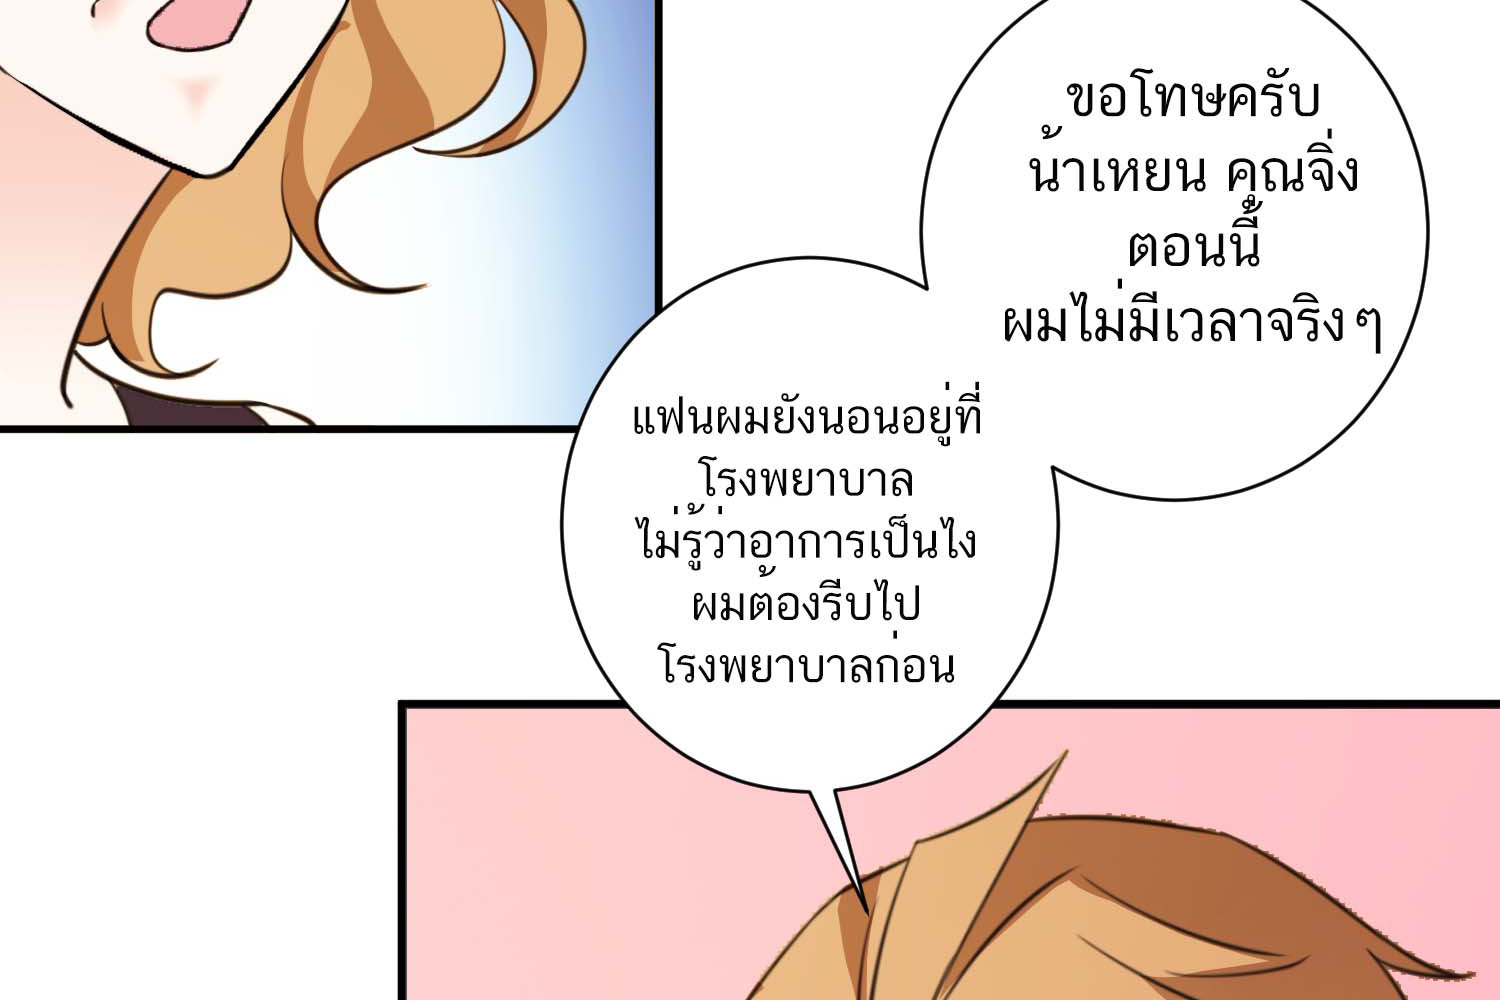 ขอโทษครับ
น้าเหยน คุณจิ่ง
ตอนนี้
ผมไม่มีเวลาจริงๆ
แฟนผมยังนอนอยู่ที่
โรงพยาบาล
ไม่รู้ว่าอาการเป็นไง
ผมต้องรีบไป
โรงพยาบาลก่อน